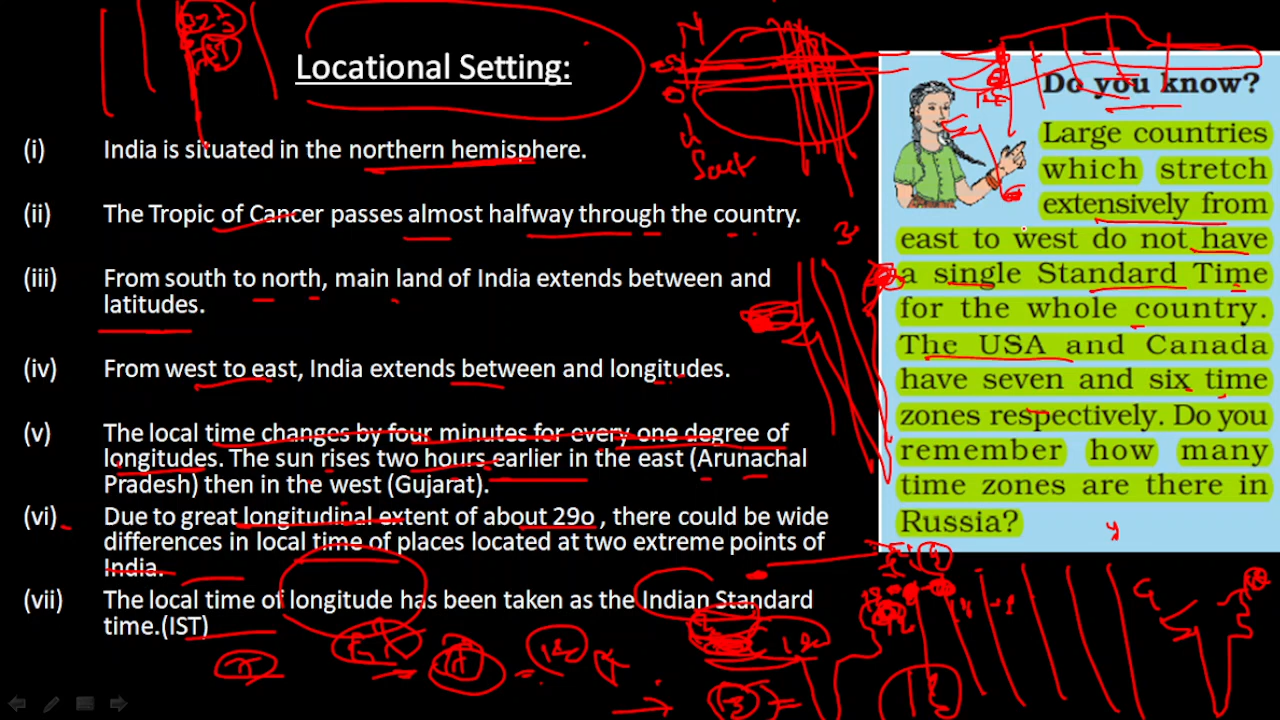 Locational Setting:
(i) India is situated in the northern hemisphere.
(ii) The Tropic of Cancer passes almost halfway through the country.
(iii) From south to north, main land of India extends between and
latitudes.
(iv) From west to east, India extends between and longitudes.
(v) The local time changes by four minutes for every one degree of
longitudes. The sun rises two hours earlier in the east (Arunachal
Pradesh) then in the west (Gujarat).
(vi) Due to great longitudinal extent of about 29o , there could be wide
differences in local time of places located at two extreme points of
India.
(vii) The local time of longitude has been taken as the Indian Standard
time.(IST)
Do you know?
Large countries
which stretch
extensively from
east to west do not have
a single Standard Time
for the whole country.
The USA and Canada
have seven and six time
zones respectively. Do you
remember how many
time zones are there in
Russia?